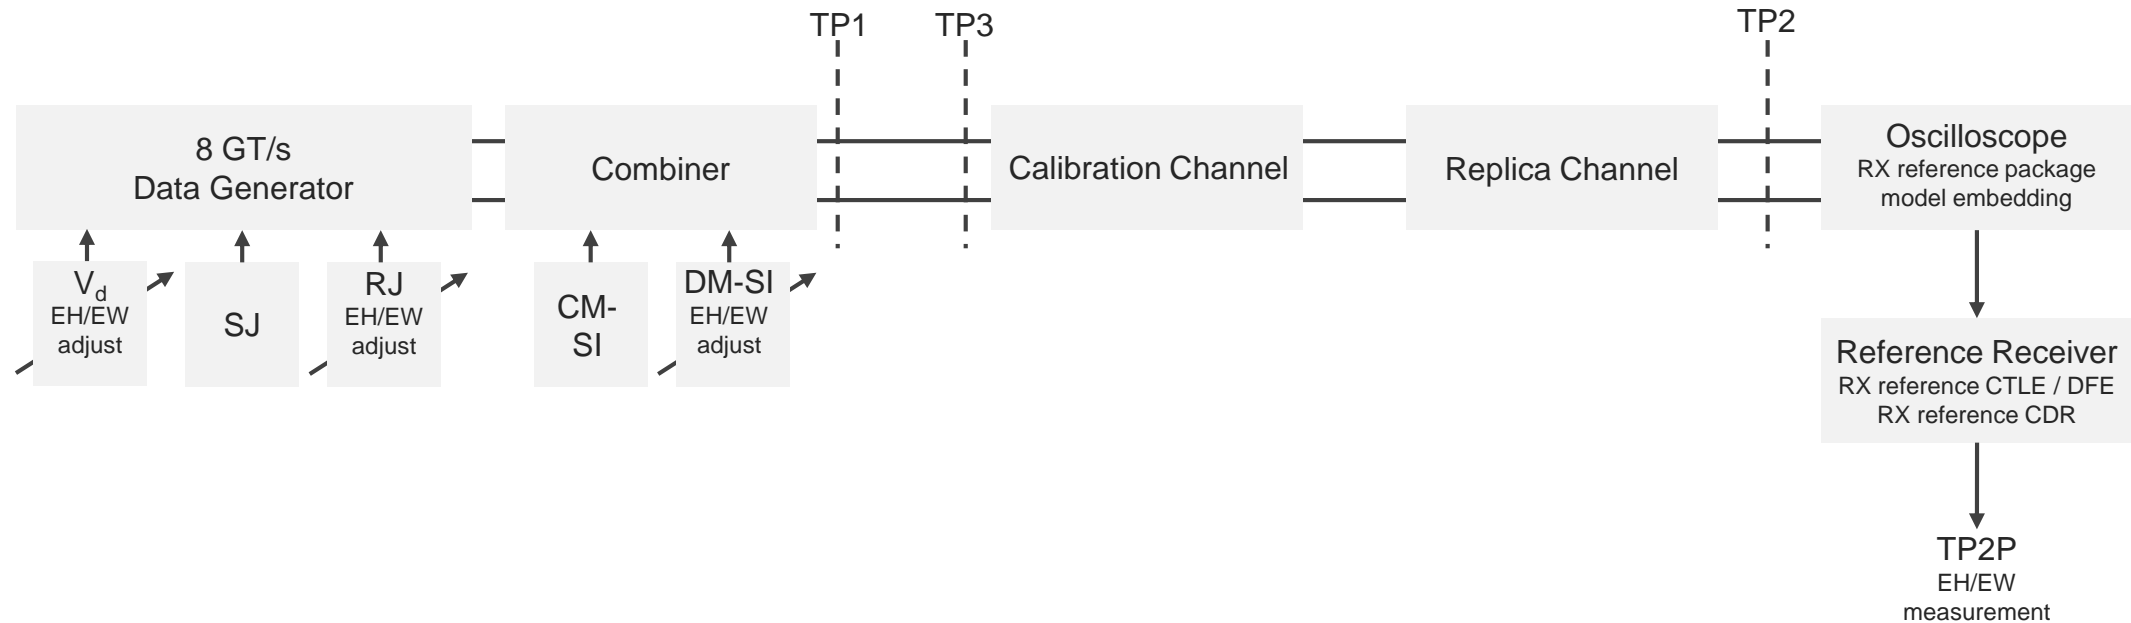 TP1
TP3
TP2
8 GT/s
Data Generator
Combiner
Calibration Channel
Replica Channel
Oscilloscope
RX reference package
model embedding
Vd
EH/EW
adjust
SJ
RJ
EH/EW
adjust
CM-
SI
DM-SI
EH/EW
adjust
Reference Receiver
RX reference CTLE / DFE
RX reference CDR
TP2P
EH/EW
measurement